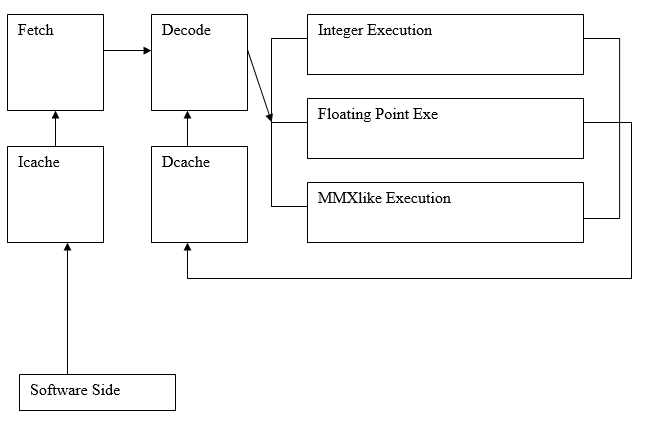 Fetch
Decode
Integer Execution
Floating Point Exe
Icache
Dcache
MMXlike Execution
Software Side